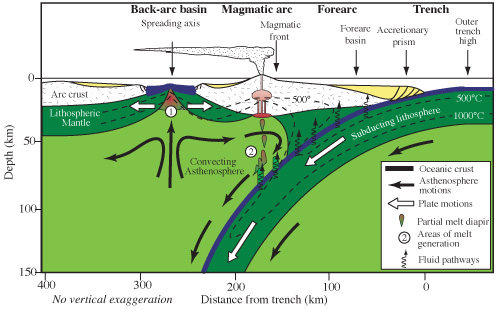 Back-arc basin Magmatic arc Forearc Trench
Spreading axis
Magmatic
front
Forearc
basin
Accretionary
prism
Outer
trench
high
0
Arc crust
Lithospheric
Mantle
1
500°
500°C
1000°C
Subducting lithosphere
50
Convecting
Asthenosphere
2
Depth (km)
100
150
Oceanic crust
Asthenosphere
motions
Plate motions
Partial melt diapir
2 Areas of melt
generation
Fluid pathways
400 300 200 100 0
No vertical exaggeration Distance from trench (km)